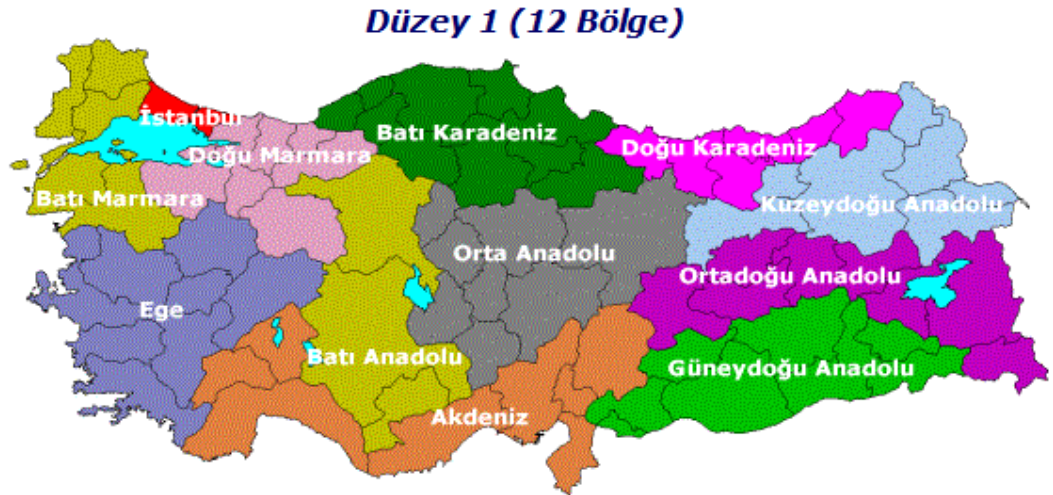 Düzey 1 (12 Bölge)
İstanbul
Batı Karadeniz
Doğu Karadeniz
Doğu Marmara
Batı Marmara
Kuzeydoğu Anadolu
Orta Anadolu
Ortadoğu Anadolu
Ege
Batı Anadolu
Güneydoğu Anadolu
Akdeniz